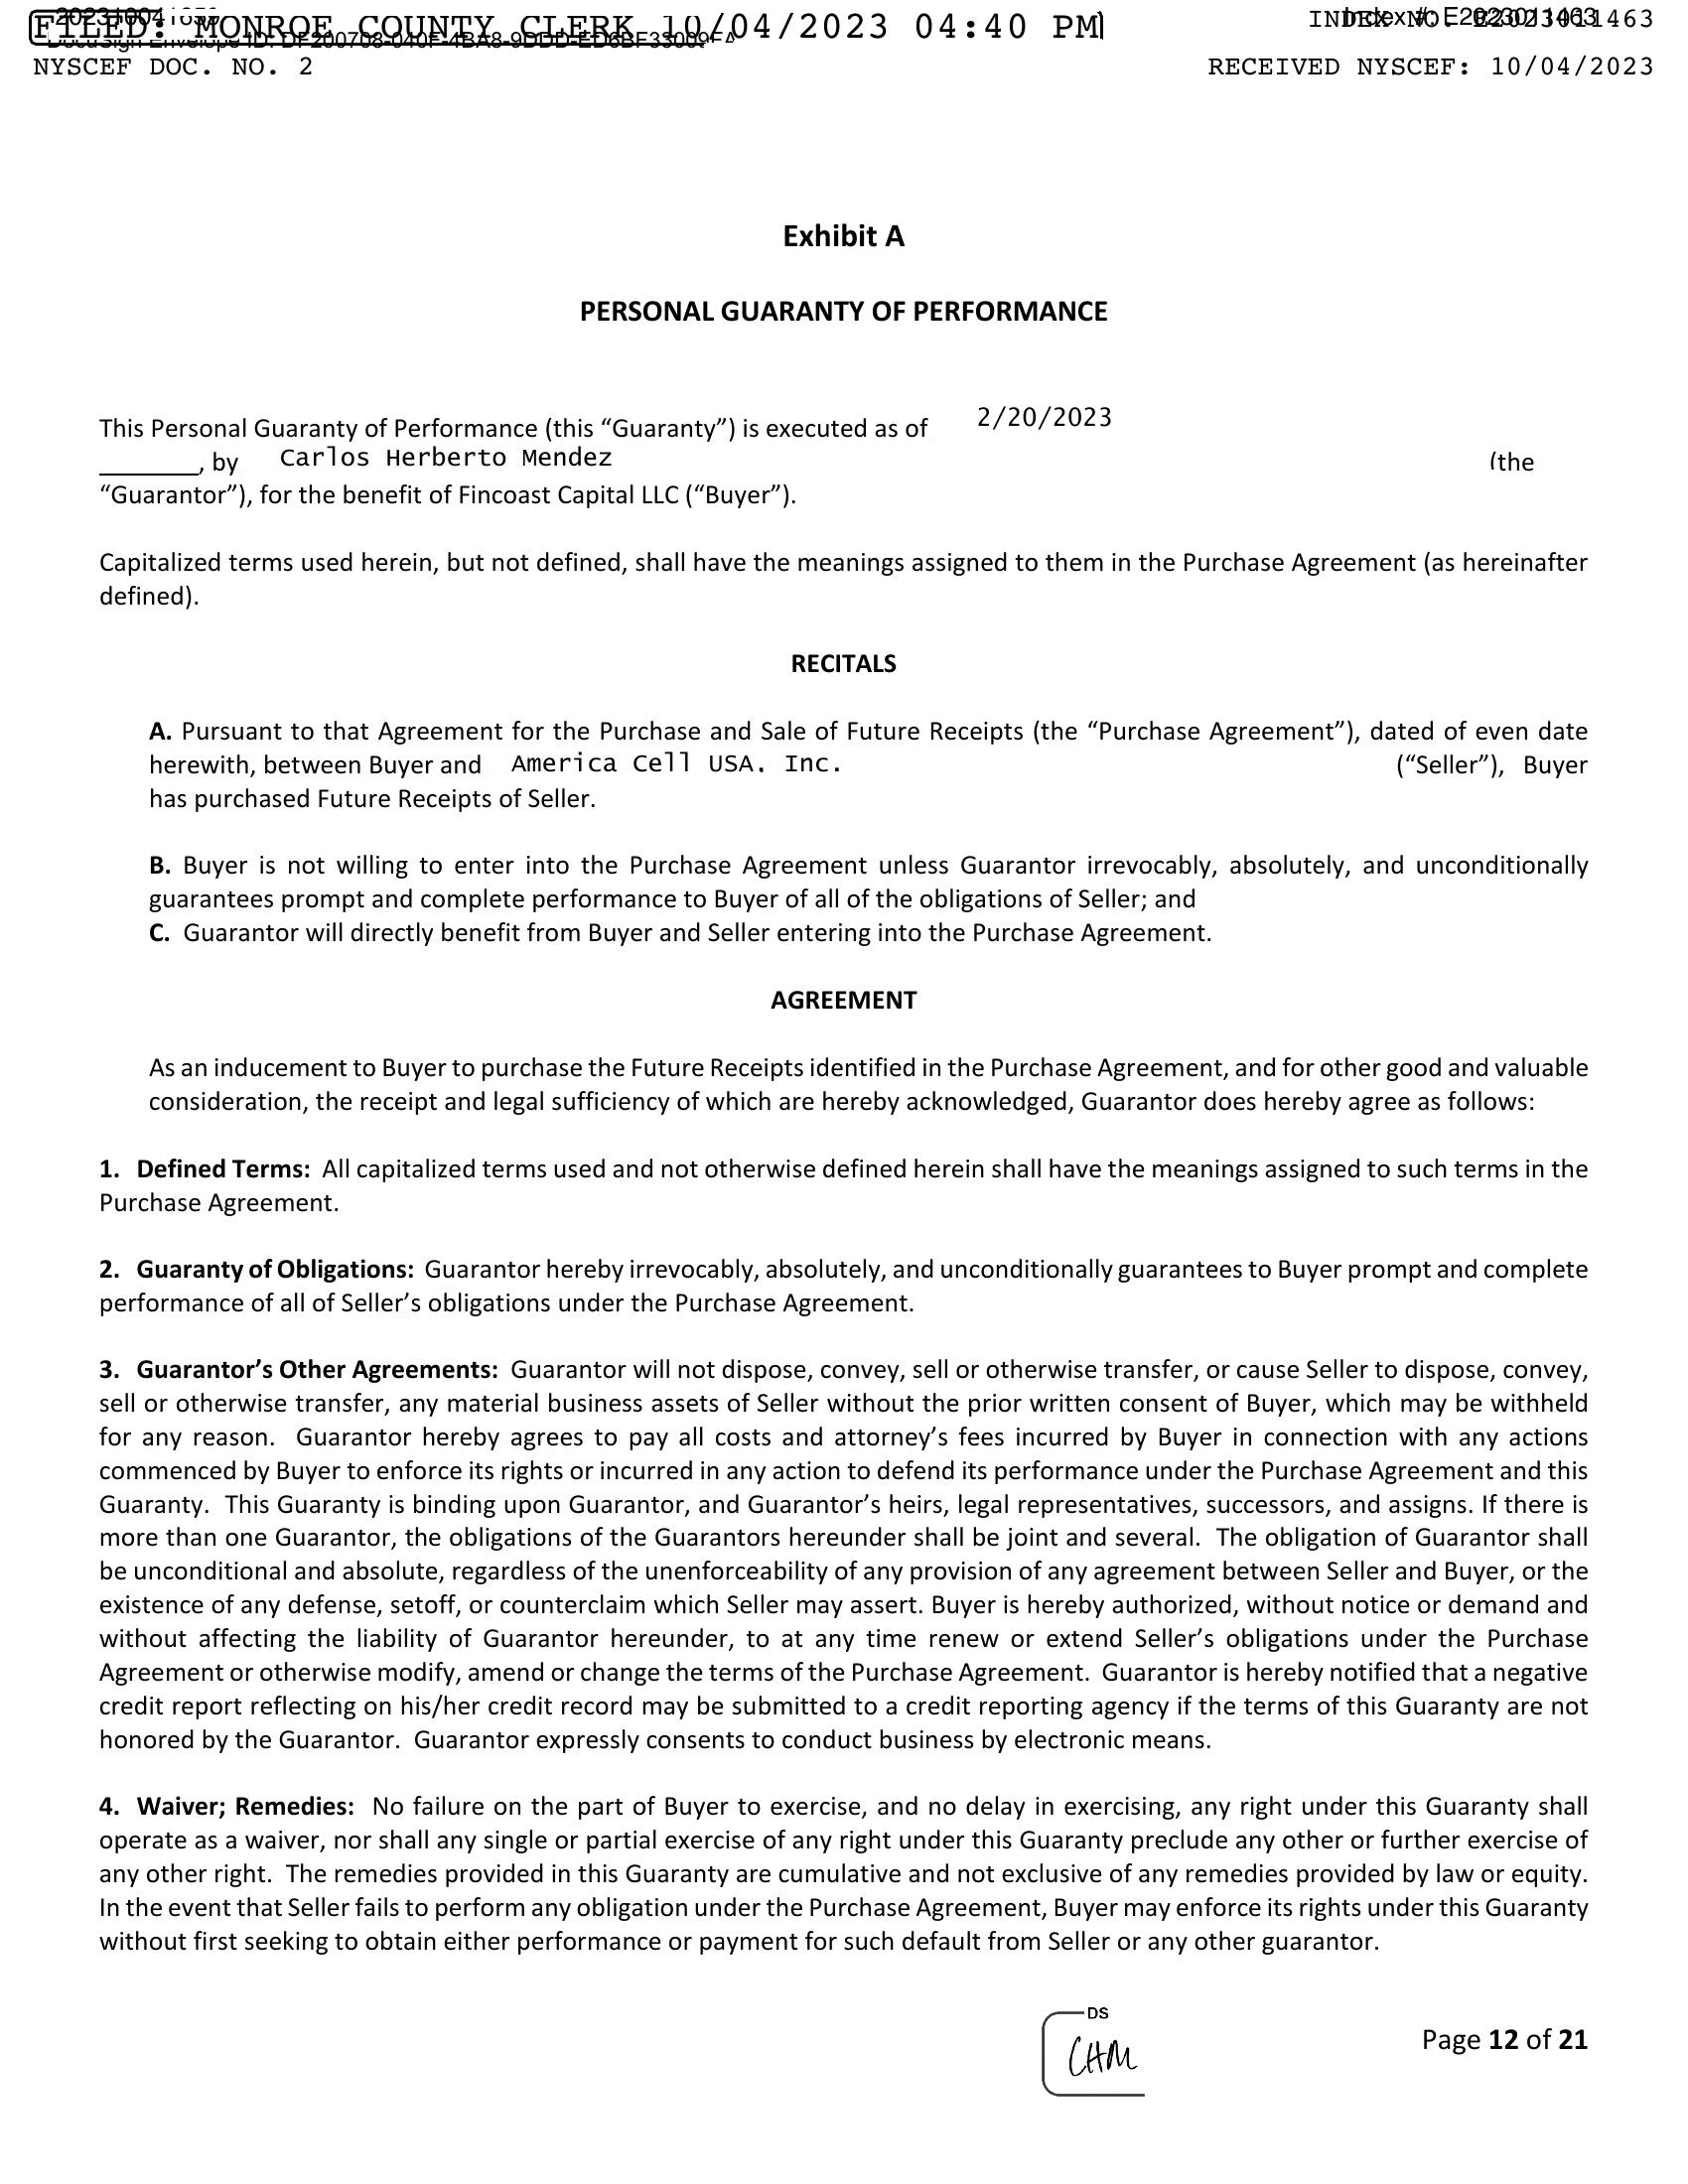 FILED: MONROE COUNTY CLERK 10/04/2023 04:40 PM
INDEX NO. E2023011463
Index #: E2023011463
NYSCEF DOC. NO. 2
RECEIVED NYSCEF: 10/04/2023
Exhibit A
PERSONAL GUARANTY OF PERFORMANCE
This Personal Guaranty of Performance (this “Guaranty”) is executed as of 2/20/2023
________, by Carlos Herberto Mendez (the
“Guarantor”), for the benefit of Fincoast Capital LLC (“Buyer”).
Capitalized terms used herein, but not defined, shall have the meanings assigned to them in the Purchase Agreement (as hereinafter
defined).
RECITALS
A. Pursuant to that Agreement for the Purchase and Sale of Future Receipts (the “Purchase Agreement”), dated of even date
herewith, between Buyer and America Cell USA. Inc. (“Seller”), Buyer
has purchased Future Receipts of Seller.
B. Buyer is not willing to enter into the Purchase Agreement unless Guarantor irrevocably, absolutely, and unconditionally
guarantees prompt and complete performance to Buyer of all of the obligations of Seller; and
C. Guarantor will directly benefit from Buyer and Seller entering into the Purchase Agreement.
AGREEMENT
As an inducement to Buyer to purchase the Future Receipts identified in the Purchase Agreement, and for other good and valuable
consideration, the receipt and legal sufficiency of which are hereby acknowledged, Guarantor does hereby agree as follows:
1. Defined Terms: All capitalized terms used and not otherwise defined herein shall have the meanings assigned to such terms in the
Purchase Agreement.
2. Guaranty of Obligations: Guarantor hereby irrevocably, absolutely, and unconditionally guarantees to Buyer prompt and complete
performance of all of Seller’s obligations under the Purchase Agreement.
3. Guarantor’s Other Agreements: Guarantor will not dispose, convey, sell or otherwise transfer, or cause Seller to dispose, convey,
sell or otherwise transfer, any material business assets of Seller without the prior written consent of Buyer, which may be withheld
for any reason. Guarantor hereby agrees to pay all costs and attorney’s fees incurred by Buyer in connection with any actions
commenced by Buyer to enforce its rights or incurred in any action to defend its performance under the Purchase Agreement and this
Guaranty. This Guaranty is binding upon Guarantor, and Guarantor’s heirs, legal representatives, successors, and assigns. If there is
more than one Guarantor, the obligations of the Guarantors hereunder shall be joint and several. The obligation of Guarantor shall
be unconditional and absolute, regardless of the unenforceability of any provision of any agreement between Seller and Buyer, or the
existence of any defense, setoff, or counterclaim which Seller may assert. Buyer is hereby authorized, without notice or demand and
without affecting the liability of Guarantor hereunder, to at any time renew or extend Seller’s obligations under the Purchase
Agreement or otherwise modify, amend or change the terms of the Purchase Agreement. Guarantor is hereby notified that a negative
credit report reflecting on his/her credit record may be submitted to a credit reporting agency if the terms of this Guaranty are not
honored by the Guarantor. Guarantor expressly consents to conduct business by electronic means.
4. Waiver; Remedies: No failure on the part of Buyer to exercise, and no delay in exercising, any right under this Guaranty shall
operate as a waiver, nor shall any single or partial exercise of any right under this Guaranty preclude any other or further exercise of
any other right. The remedies provided in this Guaranty are cumulative and not exclusive of any remedies provided by law or equity.
In the event that Seller fails to perform any obligation under the Purchase Agreement, Buyer may enforce its rights under this Guaranty
without first seeking to obtain either performance or payment for such default from Seller or any other guarantor.
DS
CHM
Page 12 of 21